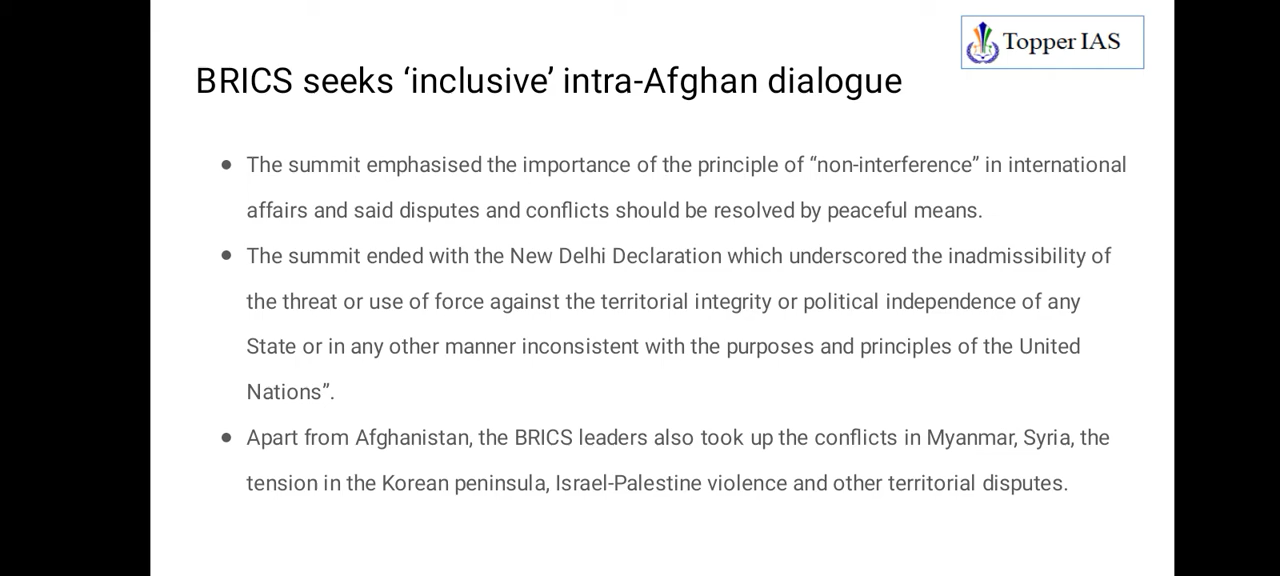 Topper IAS
BRICS seeks ‘inclusive’ intra-Afghan dialogue
● The summit emphasised the importance of the principle of “non-interference” in international
affairs and said disputes and conflicts should be resolved by peaceful means.
● The summit ended with the New Delhi Declaration which underscored the inadmissibility of
the threat or use of force against the territorial integrity or political independence of any
State or in any other manner inconsistent with the purposes and principles of the United
Nations”.
● Apart from Afghanistan, the BRICS leaders also took up the conflicts in Myanmar, Syria, the
tension in the Korean peninsula, Israel-Palestine violence and other territorial disputes.